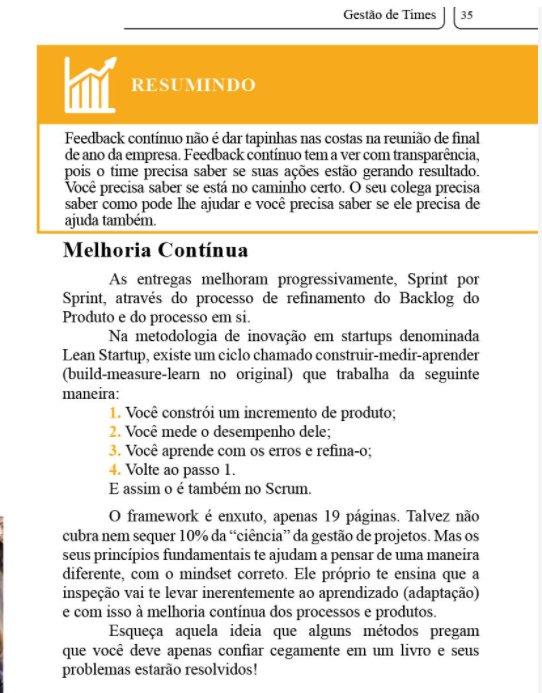 Gestão de Times 35
RESUMINDO
Feedback contínuo não é dar tapinhas nas costas na reunião de final
de ano da empresa. Feedback contínuo tem a ver com transparência,
pois o time precisa saber se suas ações estão gerando resultado.
Você precisa saber se está no caminho certo. O seu colega precisa
saber como pode lhe ajudar e você precisa saber se ele precisa de
ajuda também.
Melhoria Contínua
As entregas melhoram progressivamente, Sprint por
Sprint, através do processo de refinamento do Backlog do
Produto e do processo em si.
Na metodologia de inovação em startups denominada
Lean Startup, existe um ciclo chamado construir-medir-aprender
(build-measure-learn no original) que trabalha da seguinte
maneira:
1. Você constrói um incremento de produto;
2. Você mede o desempenho dele;
3. Você aprende com os erros e refina-o;
4. Volte ao passo 1.
E assim o é também no Scrum.
O framework é enxuto, apenas 19 páginas. Talvez não
cubra nem sequer 10% da “ciência” da gestão de projetos. Mas os
seus princípios fundamentais te ajudam a pensar de uma maneira
diferente, com o mindset correto. Ele próprio te ensina que a
inspeção vai te levar inerentemente ao aprendizado (adaptação)
e com isso à melhoria contínua dos processos e produtos.
Esqueça aquela ideia que alguns métodos pregam
que você deve apenas confiar cegamente em um livro e seus
problemas estarão resolvidos!